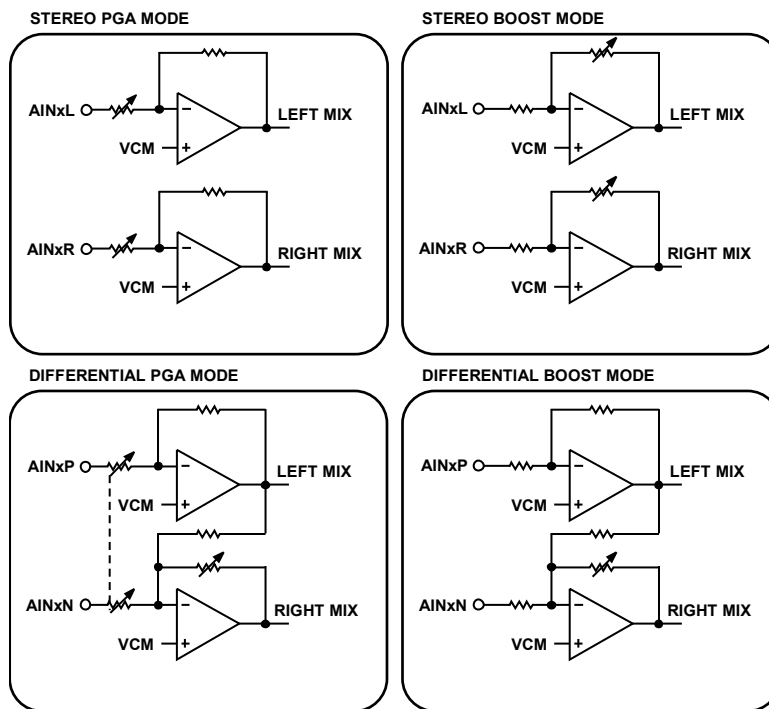 STEREO PGA MODE
AINxL
−
VCM
+
LEFT MIX
AINxR
−
VCM
+
RIGHT MIX
STEREO BOOST MODE
AINxL
−
VCM
+
LEFT MIX
AINxR
−
VCM
+
RIGHT MIX
DIFFERENTIAL PGA MODE
AINxP
−
VCM
+
LEFT MIX
AINxN
−
VCM
+
RIGHT MIX
DIFFERENTIAL BOOST MODE
AINxP
−
VCM
+
LEFT MIX
AINxN
−
VCM
+
RIGHT MIX